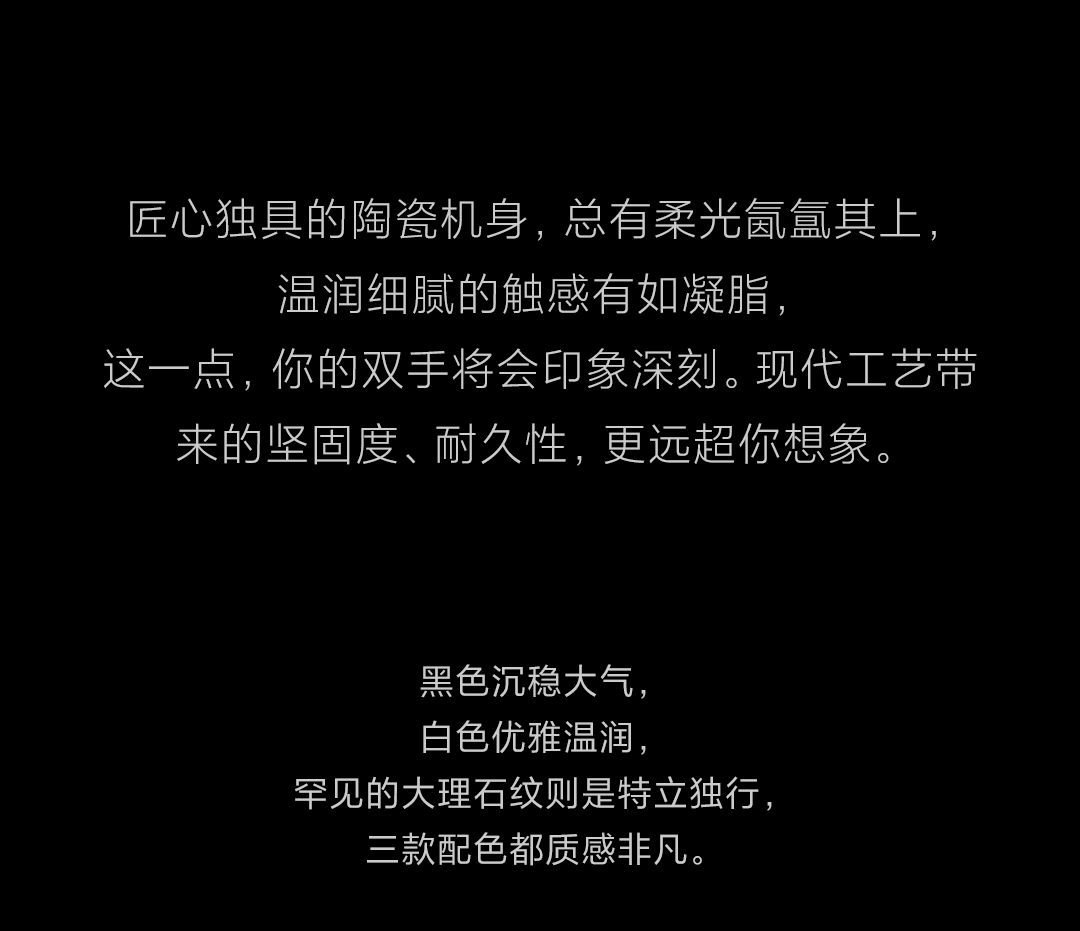 匠心独具的陶瓷机身，总有柔光氤氲其上，
温润细腻的触感有如凝脂，
这一点，你的双手将会印象深刻。现代工艺带
来的坚固度、耐久性，更远超你想象。
黑色沉稳大气，
白色优雅温润，
罕见的大理石纹则是特立独行，
三款配色都质感非凡。